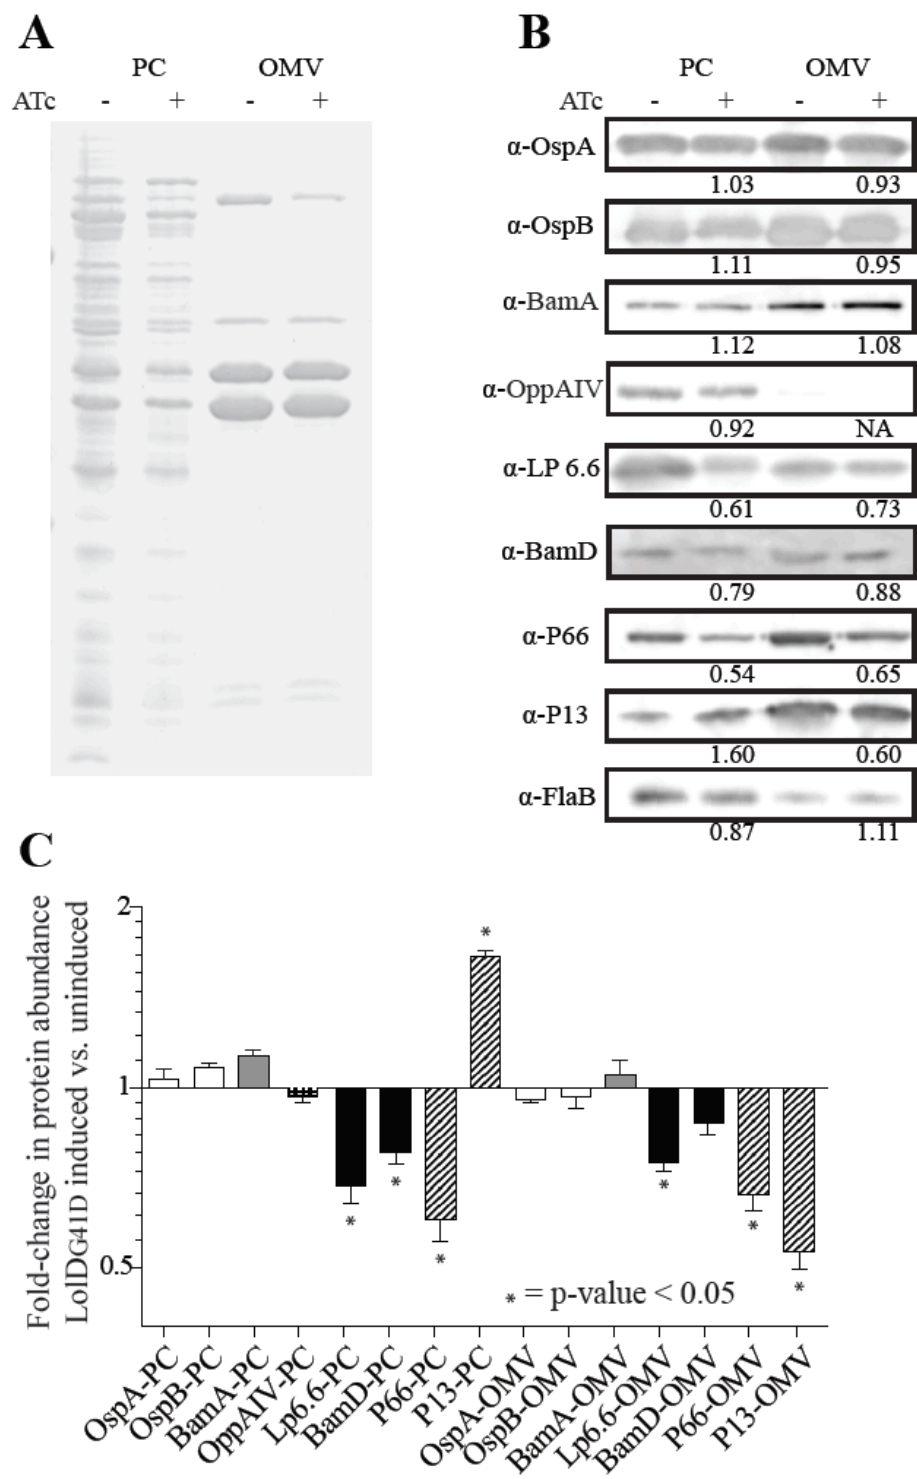 A
PC OMV
ATc - + - +
B
PC OMV
ATc - + - +
α-OspA
1.03 0.93
α-OspB
1.11 0.95
α-BamA
1.12 1.08
α-OppAIV
0.92 NA
α-LP 6.6
0.61 0.73
α-BamD
0.79 0.88
α-P66
0.54 0.65
α-P13
1.60 0.60
α-FlaB
0.87 1.11
C
Fold-change in protein abundance
LolDG41D induced vs. uninduced
2
1
0.5
* * * * * * * *
* = p-value < 0.05
OspA-PC
OspB-PC
BamA-PC
OppAIV-PC
Lp6.6-PC
BamD-PC
P66-PC
P13-PC
OspA-OMV
OspB-OMV
BamA-OMV
Lp6.6-OMV
BamD-OMV
P66-OMV
P13-OMV